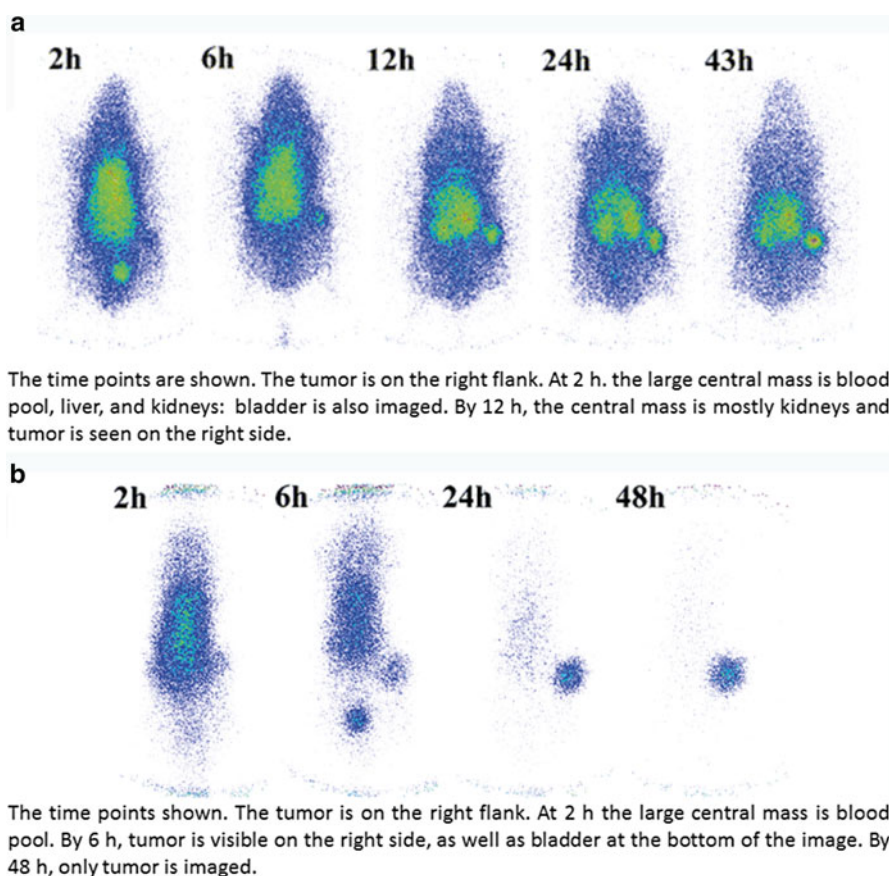 a
2h 6h 12h 24h 43h
The time points are shown. The tumor is on the right flank. At 2 h. the large central mass is blood
pool, liver, and kidneys: bladder is also imaged. By 12 h, the central mass is mostly kidneys and
tumor is seen on the right side.
b
2h 6h 24h 48h
The time points shown. The tumor is on the right flank. At 2 h the large central mass is blood
pool. By 6 h, tumor is visible on the right side, as well as bladder at the bottom of the image. By
48 h, only tumor is imaged.